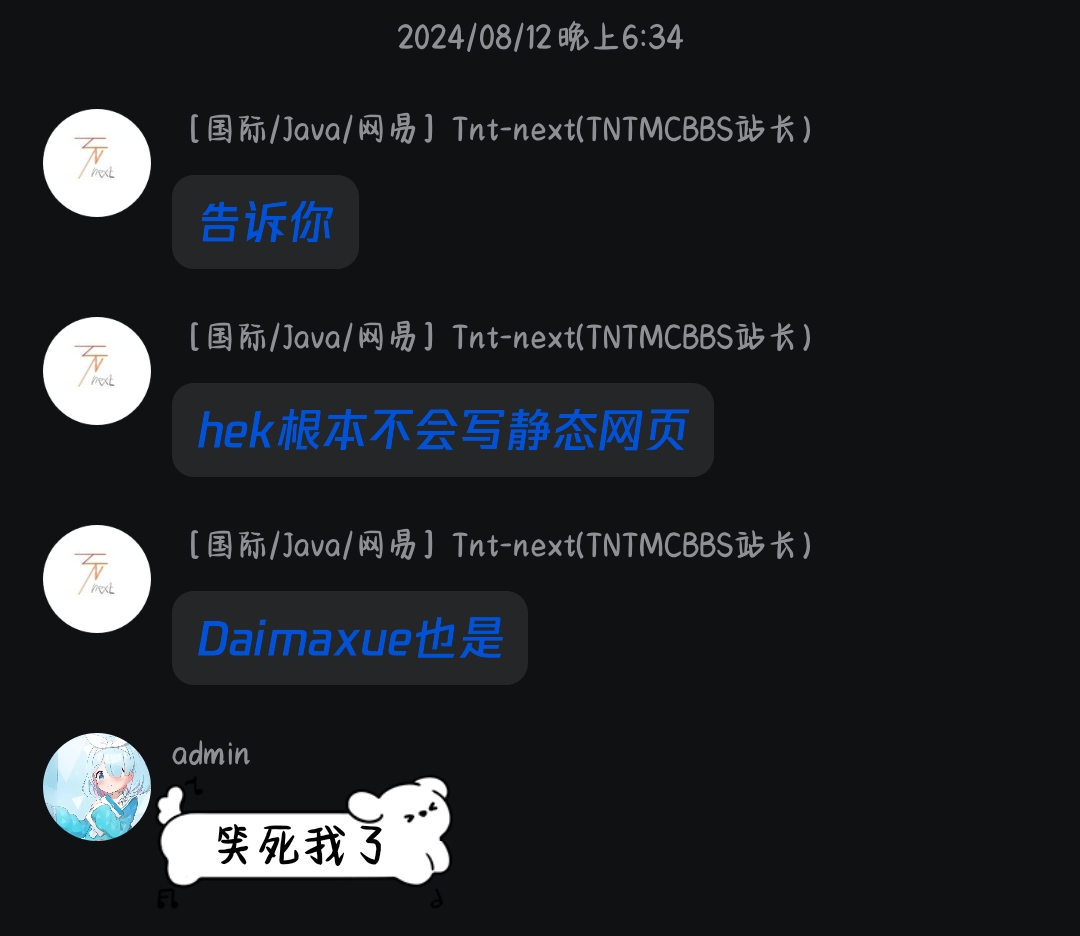 2024/08/12晚上6:34
[国际/Java/网易] Tnt-next(TNTMCBBS站长)
告诉你
[国际/Java/网易] Tnt-next(TNTMCBBS站长)
hek根本不会写静态网页
[国际/Java/网易] Tnt-next(TNTMCBBS站长)
Daimaxue也是
admin
笑死我了